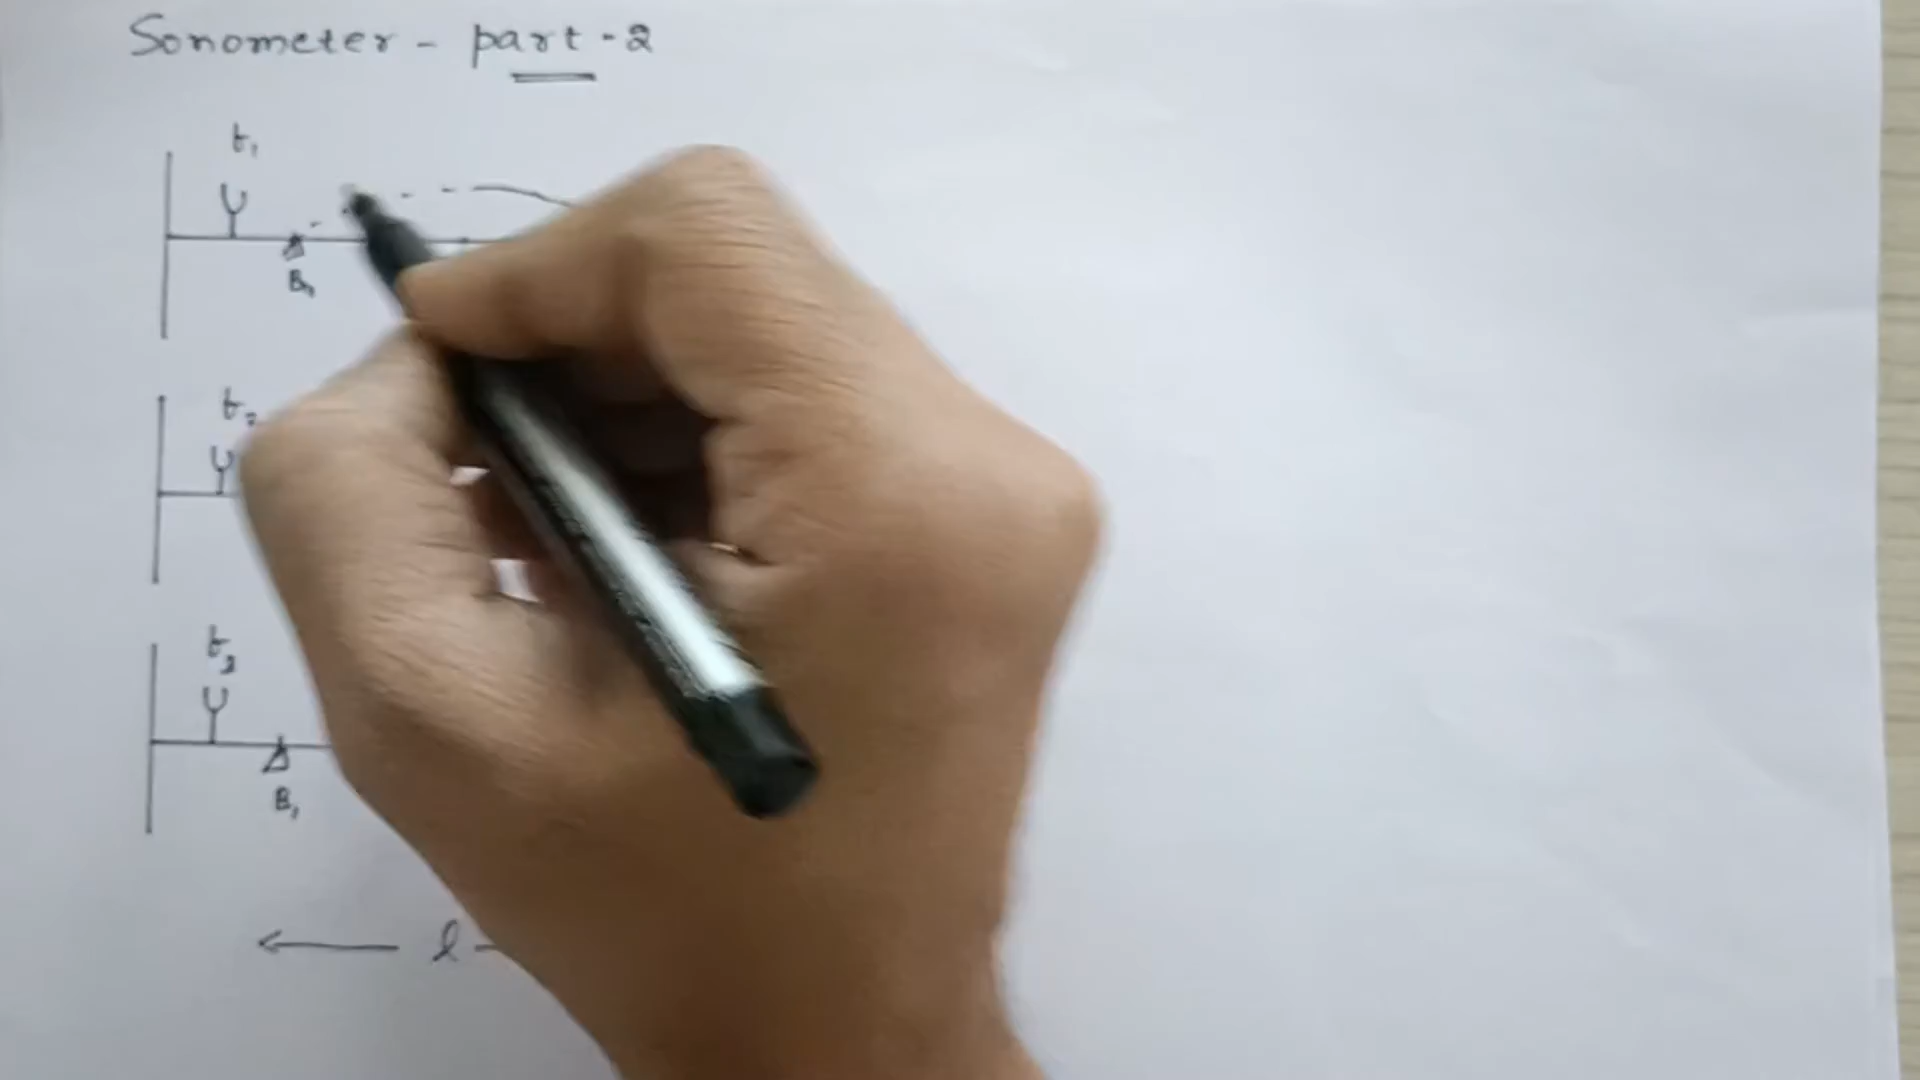 Sonometer - part-2
t₁
B₁
t₂
t₃
B₁
l